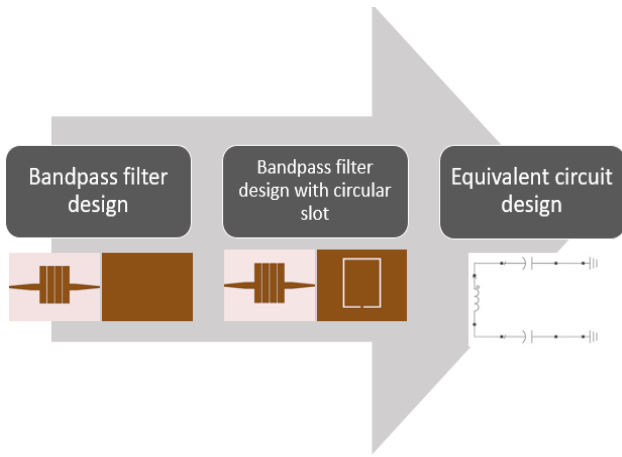 Bandpass filter
design
Bandpass filter
design with circular
slot
Equivalent circuit
design